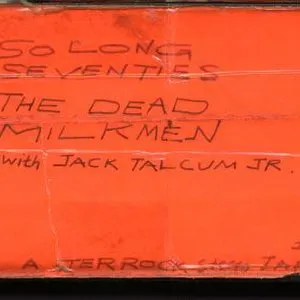 SO LONG
SEVENTIES
THE DEAD
MILKMEN
with JACK TALCUM JR.
A